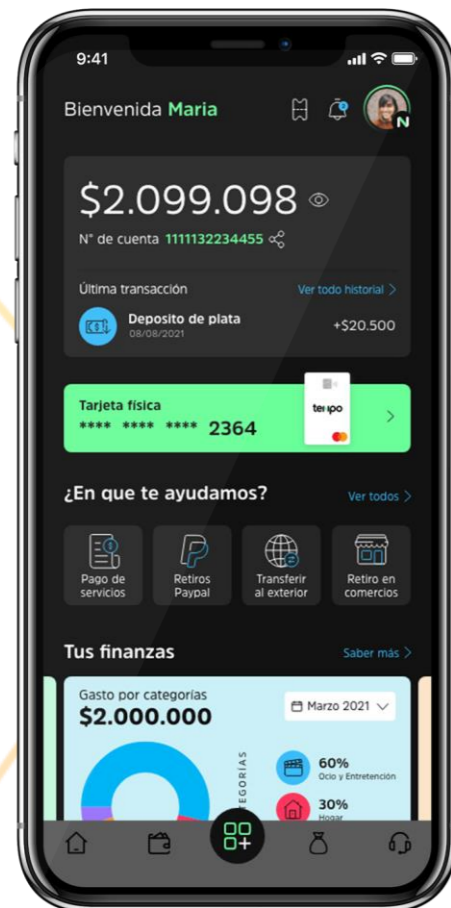 9:41
Bienvenida Maria
N
$2.099.098
N° de cuenta 1111132234455
Última transacción
Ver todo historial >
Deposito de plata
08/08/2021
+$20.500
Tarjeta física
**** **** **** 2364
tempo
¿En que te ayudamos?
Ver todos >
Pago de
servicios
Retiros
Paypal
Transferir
al exterior
Retiro en
comercios
Tus finanzas
Saber más >
Gasto por categorías
$2.000.000
Marzo 2021
60%
Ocio y Entretención
30%
Hogar